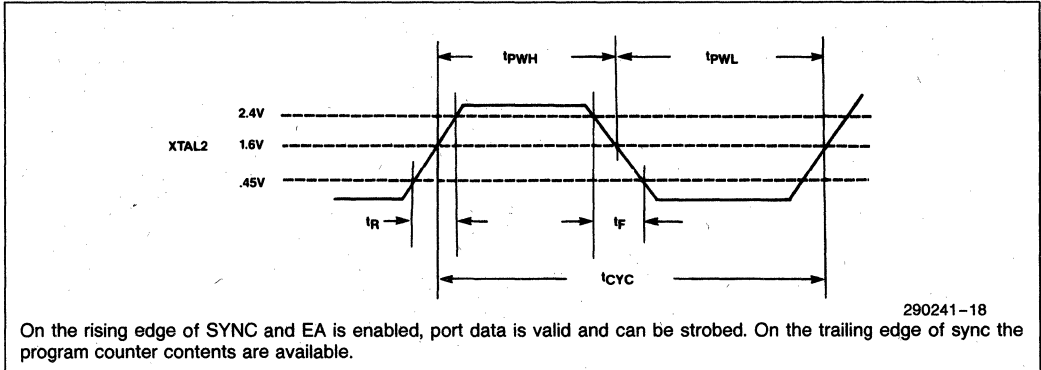 tPWH
tPWL
2.4V
XTAL2 1.6V
.45V
tR
tF
tCYC
290241–18
On the rising edge of SYNC and EA is enabled, port data is valid and can be strobed. On the trailing edge of sync the
program counter contents are available.